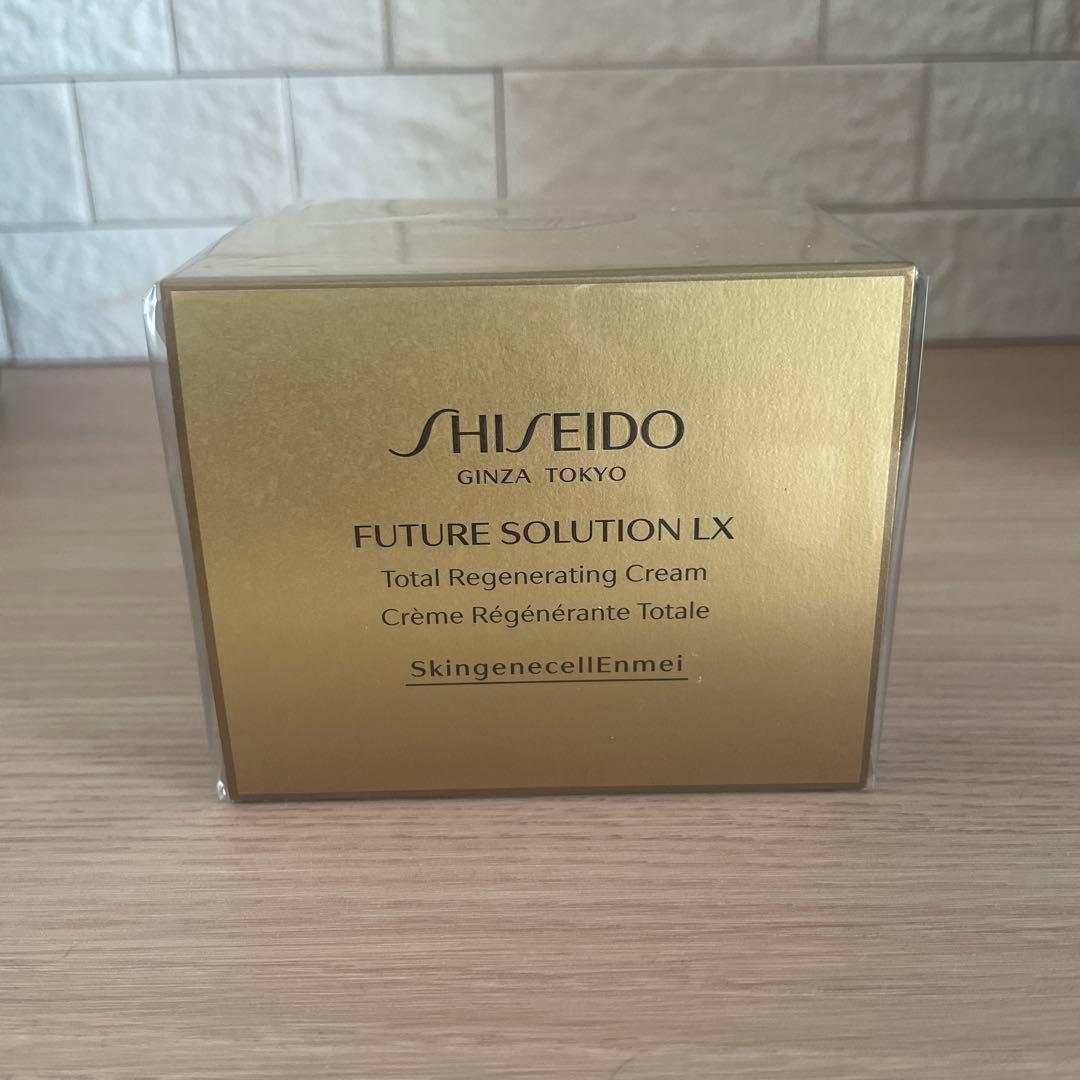 SHISEIDO
GINZA TOKYO
FUTURE SOLUTION LX
Total Regenerating Cream
Crème Régénérante Totale
SkingenecellEnmei